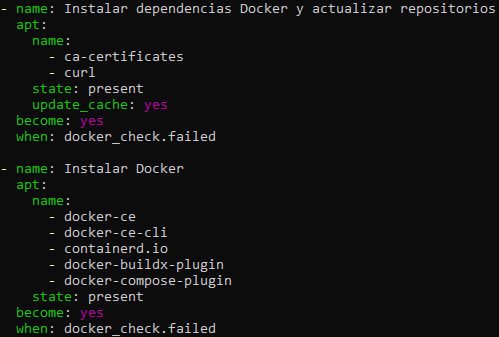 - name: Instalar dependencias Docker y actualizar repositorios
  apt:
    name:
      - ca-certificates
      - curl
    state: present
    update_cache: yes
  become: yes
  when: docker_check.failed

- name: Instalar Docker
  apt:
    name:
      - docker-ce
      - docker-ce-cli
      - containerd.io
      - docker-buildx-plugin
      - docker-compose-plugin
    state: present
  become: yes
  when: docker_check.failed